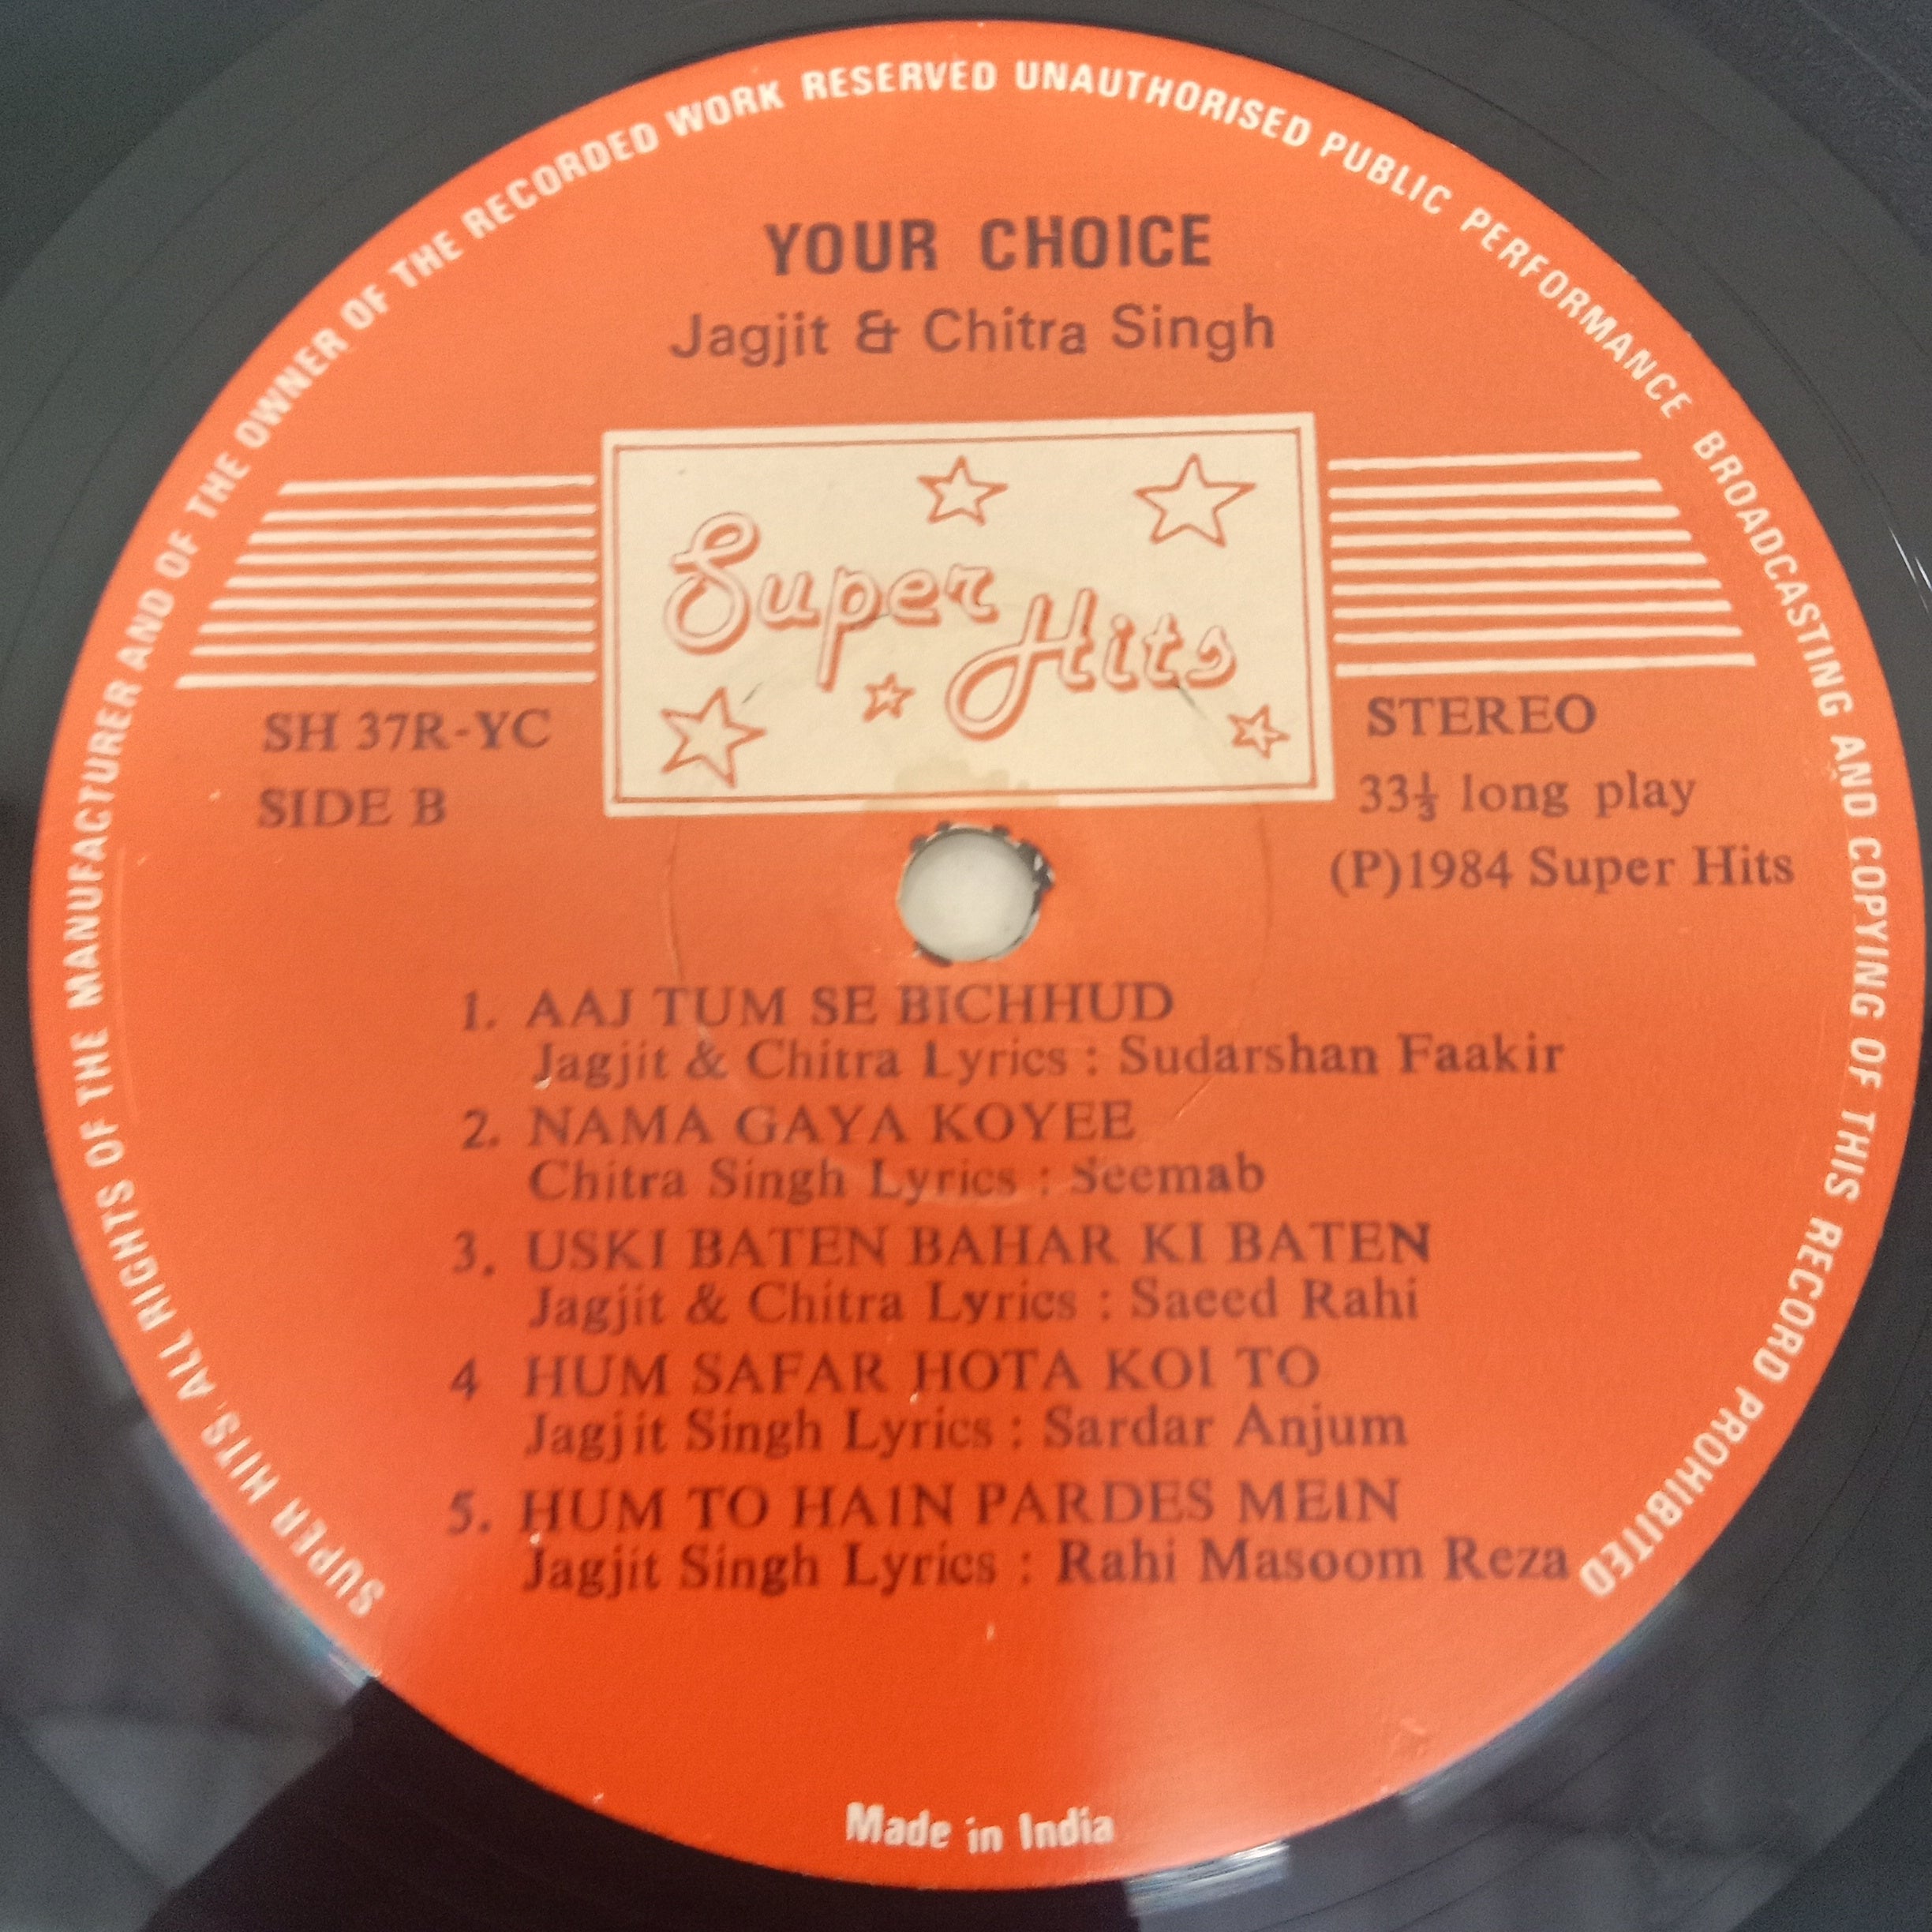 SUPER HITS, ALL RIGHTS OF THE MANUFACTURER AND OF THE OWNER OF THE RECORDED WORK RESERVED UNAUTHORISED PUBLIC PERFORMANCE BROADCASTING AND COPYING OF THIS RECORD PROHIBITED
YOUR CHOICE
Jagjit & Chitra Singh
Super
Hits
SH 37R-YC
SIDE B
STEREO
33⅓ long play
(P)1984 Super Hits
1. AAJ TUM SE BICHHUD
Jagjit & Chitra Lyrics : Sudarshan Faakir
2. NAMA GAYA KOYEE
Chitra Singh Lyrics : Seemab
3. USKI BATEN BAHAR KI BATEN
Jagjit & Chitra Lyrics : Saeed Rahi
4 HUM SAFAR HOTA KOI TO
Jagjit Singh Lyrics : Sardar Anjum
5. HUM TO HAIN PARDES MEIN
Jagjit Singh Lyrics : Rahi Masoom Reza
Made in India